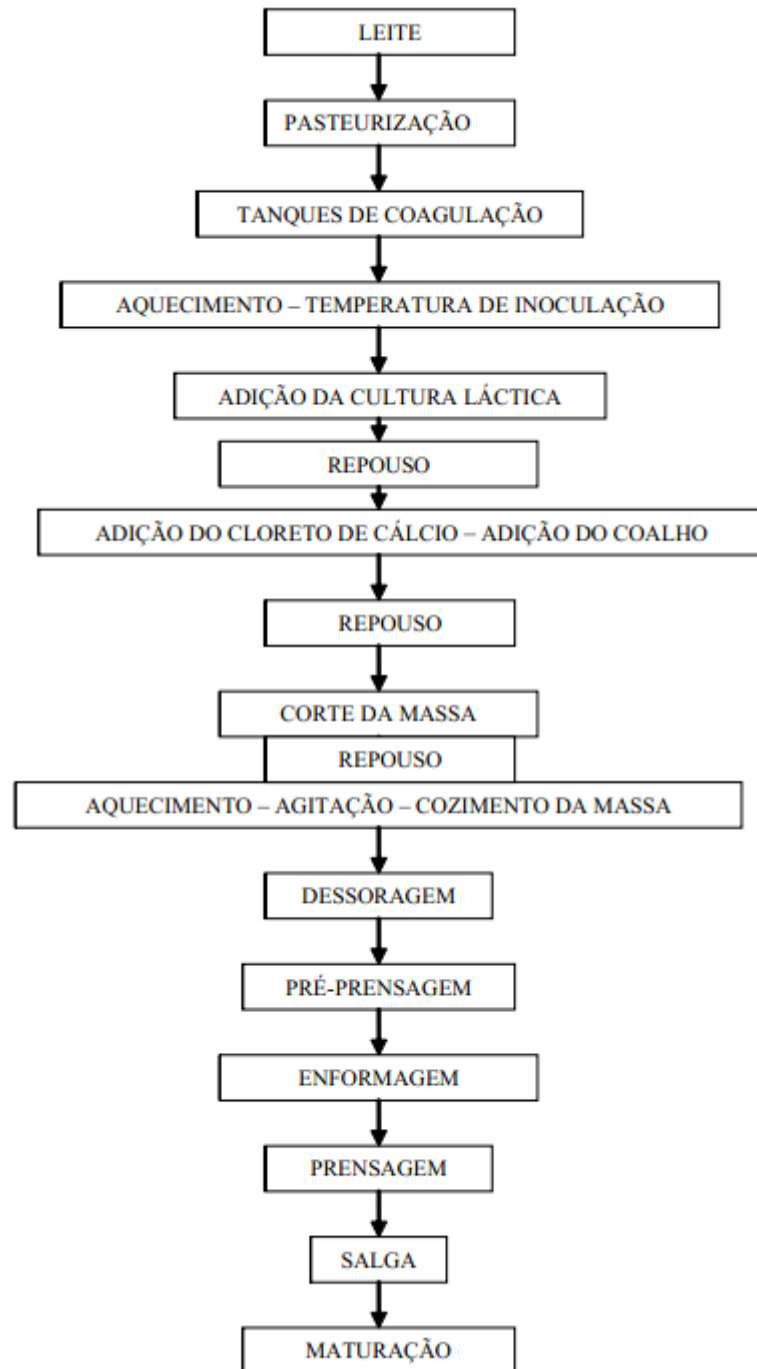 LEITE
PASTEURIZAÇÃO
TANQUES DE COAGULAÇÃO
AQUECIMENTO – TEMPERATURA DE INOCULAÇÃO
ADIÇÃO DA CULTURA LÁCTICA
REPOUSO
ADIÇÃO DO CLORETO DE CÁLCIO – ADIÇÃO DO COALHO
REPOUSO
CORTE DA MASSA
REPOUSO
AQUECIMENTO – AGITAÇÃO – COZIMENTO DA MASSA
DESSORAGEM
PRÉ-PRENSAGEM
ENFORMAGEM
PRENSAGEM
SALGA
MATURAÇÃO